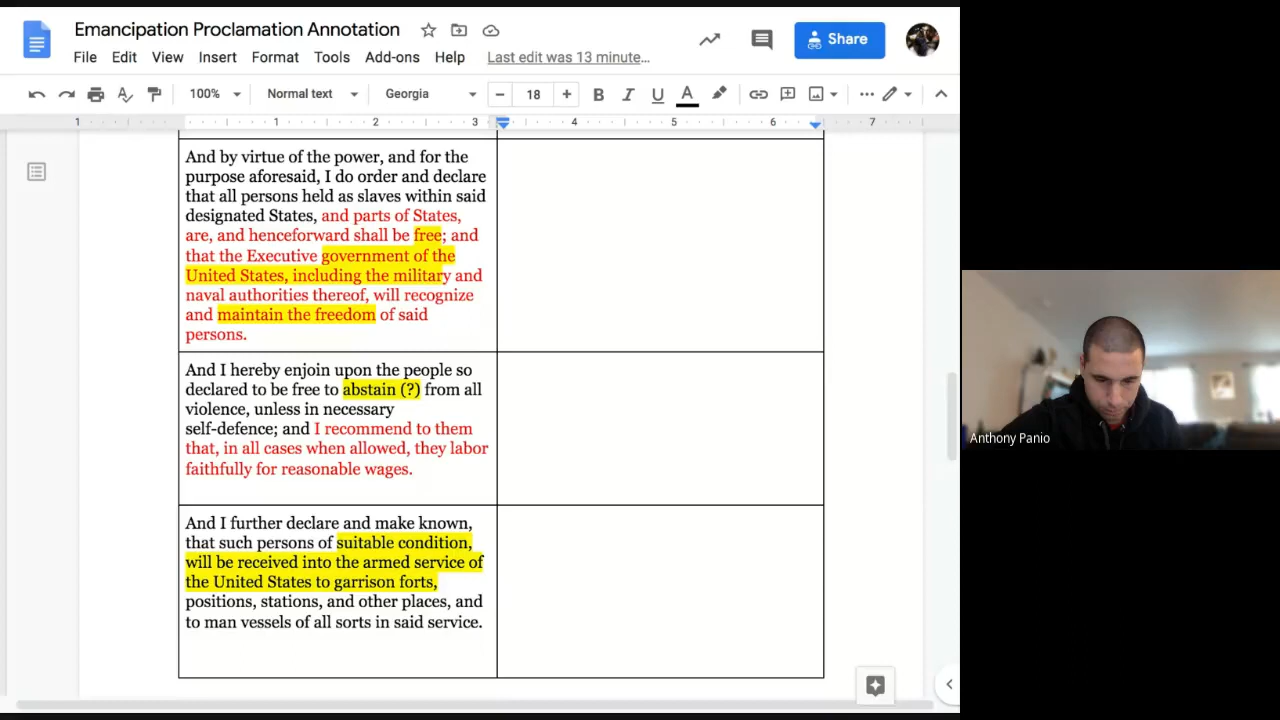 Emancipation Proclamation Annotation
File Edit View Insert Format Tools Add-ons Help Last edit was 13 minute...
Share
100% Normal text Georgia − 18 + B I U A
1 1 2 3 4 5 6 7
And by virtue of the power, and for the
purpose aforesaid, I do order and declare
that all persons held as slaves within said
designated States, and parts of States,
are, and henceforward shall be free; and
that the Executive government of the
United States, including the military and
naval authorities thereof, will recognize
and maintain the freedom of said
persons.
And I hereby enjoin upon the people so
declared to be free to abstain (?) from all
violence, unless in necessary
self-defence; and I recommend to them
that, in all cases when allowed, they labor
faithfully for reasonable wages.
And I further declare and make known,
that such persons of suitable condition,
will be received into the armed service of
the United States to garrison forts,
positions, stations, and other places, and
to man vessels of all sorts in said service.
Anthony Panio